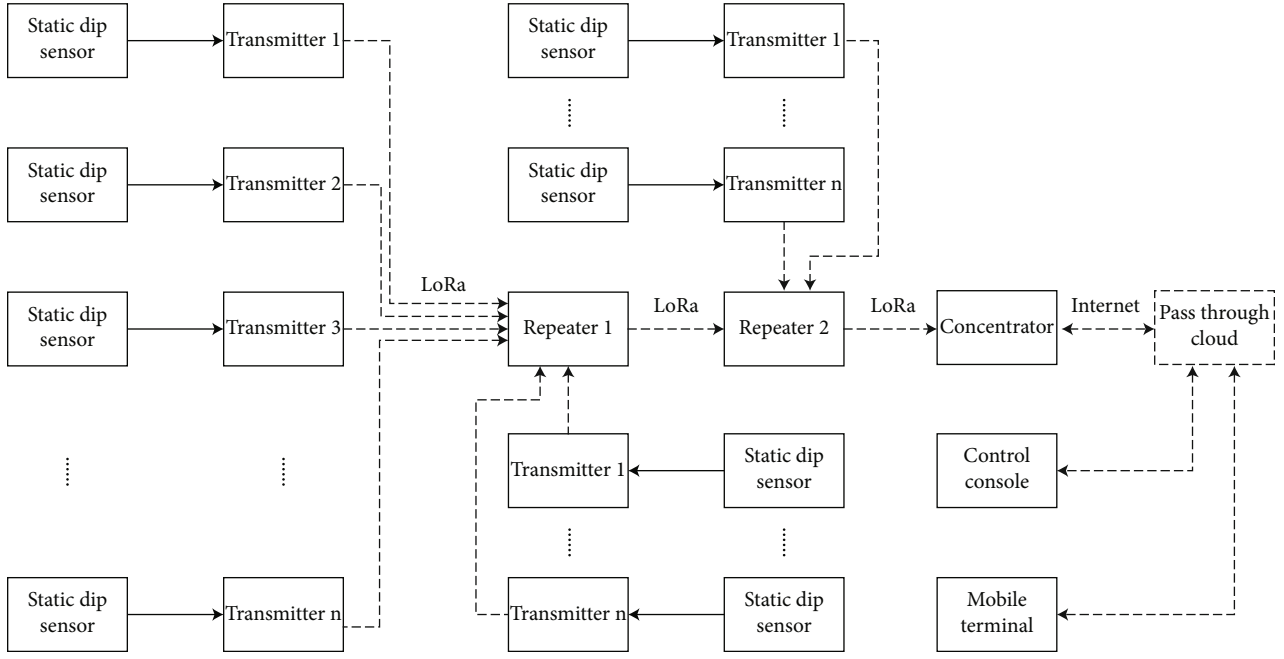 Static dip
sensor
Transmitter 1
Static dip
sensor
Transmitter 1
Static dip
sensor
Transmitter 2
Static dip
sensor
Transmitter n
Static dip
sensor
Transmitter 3
LoRa
Repeater 1
LoRa
Repeater 2
LoRa
Concentrator
Internet
Pass through
cloud
Transmitter 1
Static dip
sensor
Control
console
Static dip
sensor
Transmitter n
Transmitter n
Static dip
sensor
Mobile
terminal